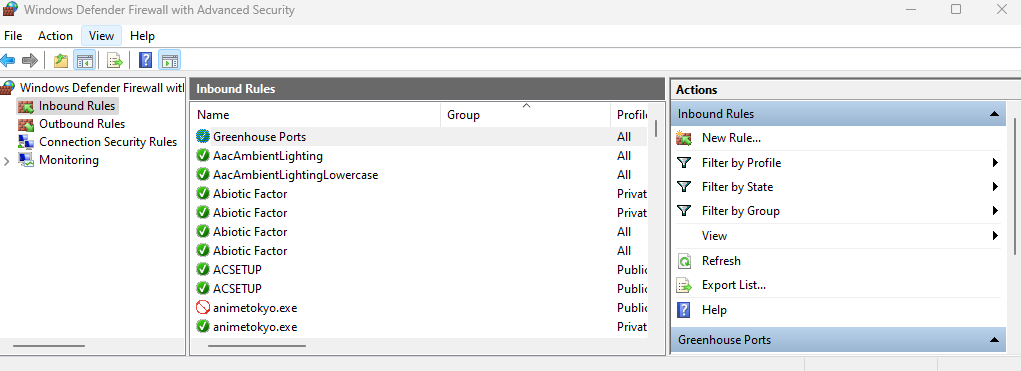 Windows Defender Firewall with Advanced Security
File Action View Help
Windows Defender Firewall wit
Inbound Rules
Outbound Rules
Connection Security Rules
Monitoring
Inbound Rules
Name Group Profile
Greenhouse Ports All
AacAmbientLighting All
AacAmbientLightingLowercase All
Abiotic Factor Privat
Abiotic Factor Privat
Abiotic Factor All
Abiotic Factor All
ACSETUP Public
ACSETUP Public
animetokyo.exe Public
animetokyo.exe Privat
Actions
Inbound Rules
New Rule...
Filter by Profile
Filter by State
Filter by Group
View
Refresh
Export List...
Help
Greenhouse Ports